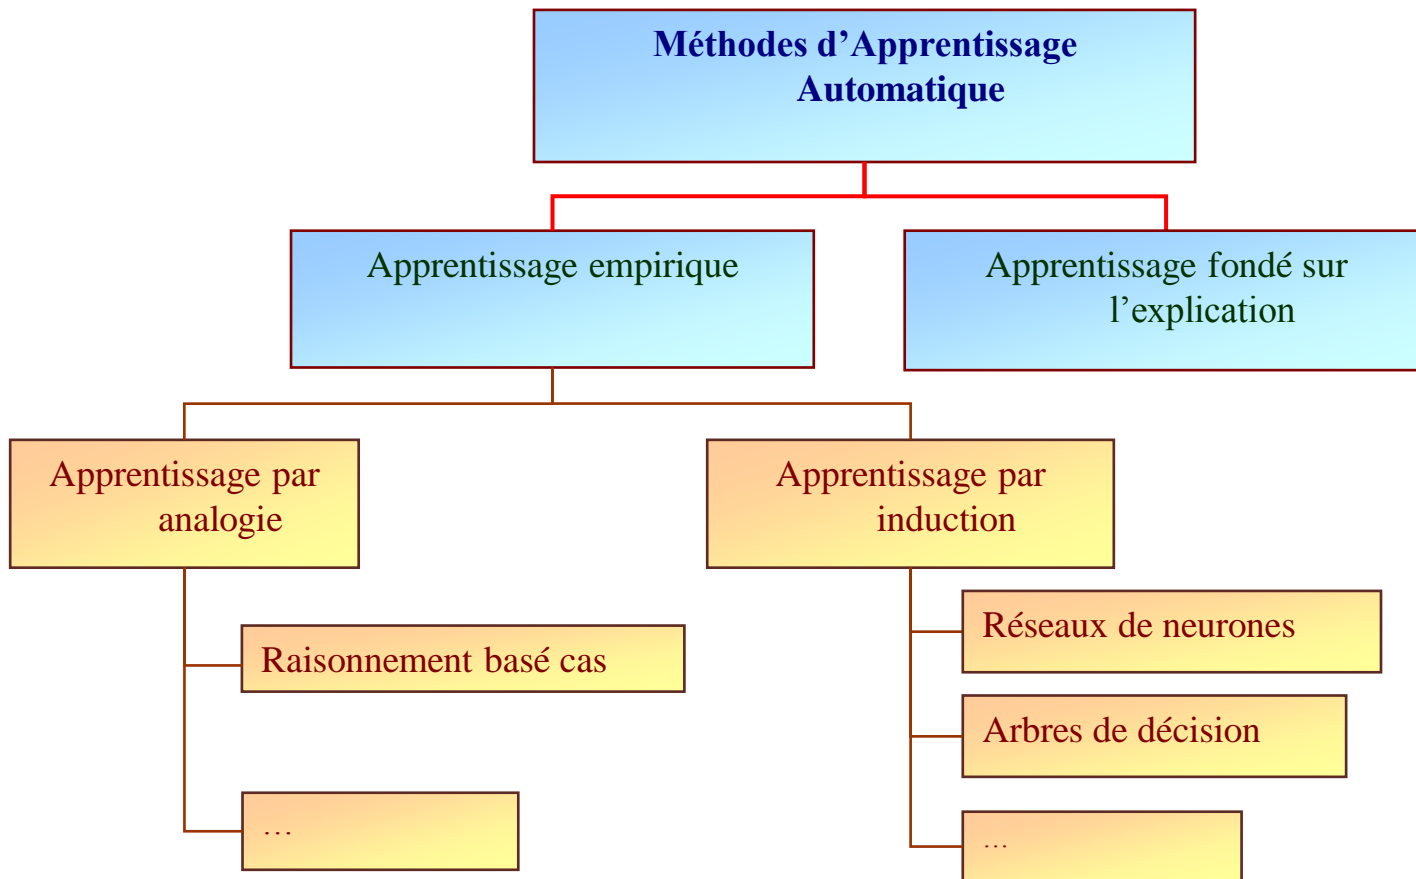 Méthodes d’Apprentissage
Automatique
Apprentissage empirique
Apprentissage fondé sur
l’explication
Apprentissage par
analogie
Apprentissage par
induction
Raisonnement basé cas
…
Réseaux de neurones
Arbres de décision
…